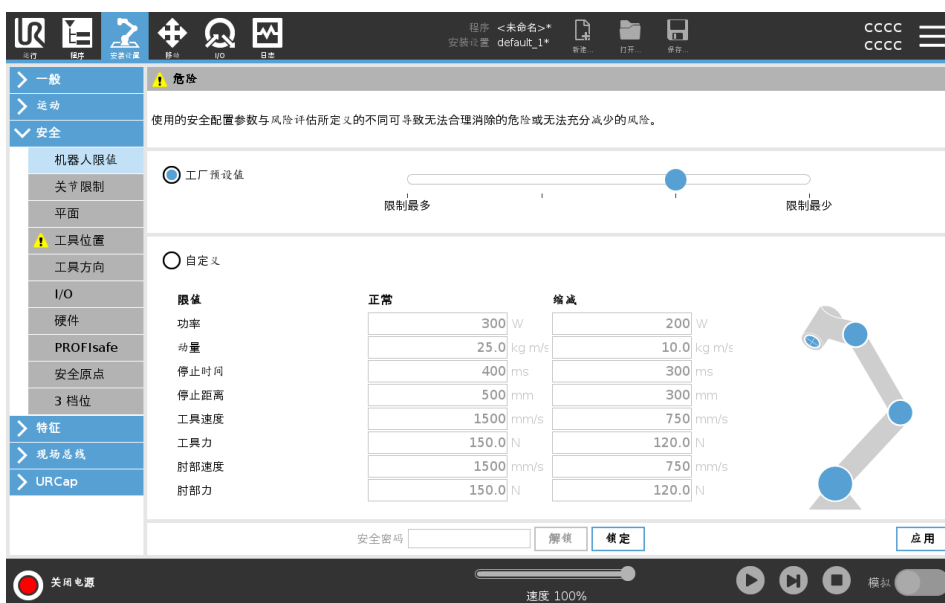 UR
程序 <未命名>*
安装设置 default_1*
运行 程序 安装设置 移动 I/O 日志 新建... 打开... 保存...
CCCC
CCCC
一般
运动
安全
机器人限值
关节限制
平面
工具位置
工具方向
I/O
硬件
PROFIsafe
安全原点
3 档位
特征
现场总线
URCap
危险
使用的安全配置参数与风险评估所定义的不同可导致无法合理消除的危险或无法充分减少的风险。
工厂预设值
限制最多 限制最少
自定义
限值 正常 缩减
功率 300 W 200 W
动量 25.0 kg m/s 10.0 kg m/s
停止时间 400 ms 300 ms
停止距离 500 mm 300 mm
工具速度 1500 mm/s 750 mm/s
工具力 150.0 N 120.0 N
肘部速度 1500 mm/s 750 mm/s
肘部力 150.0 N 120.0 N
安全密码 解锁 锁定 应用
关闭电源
速度 100%
模拟